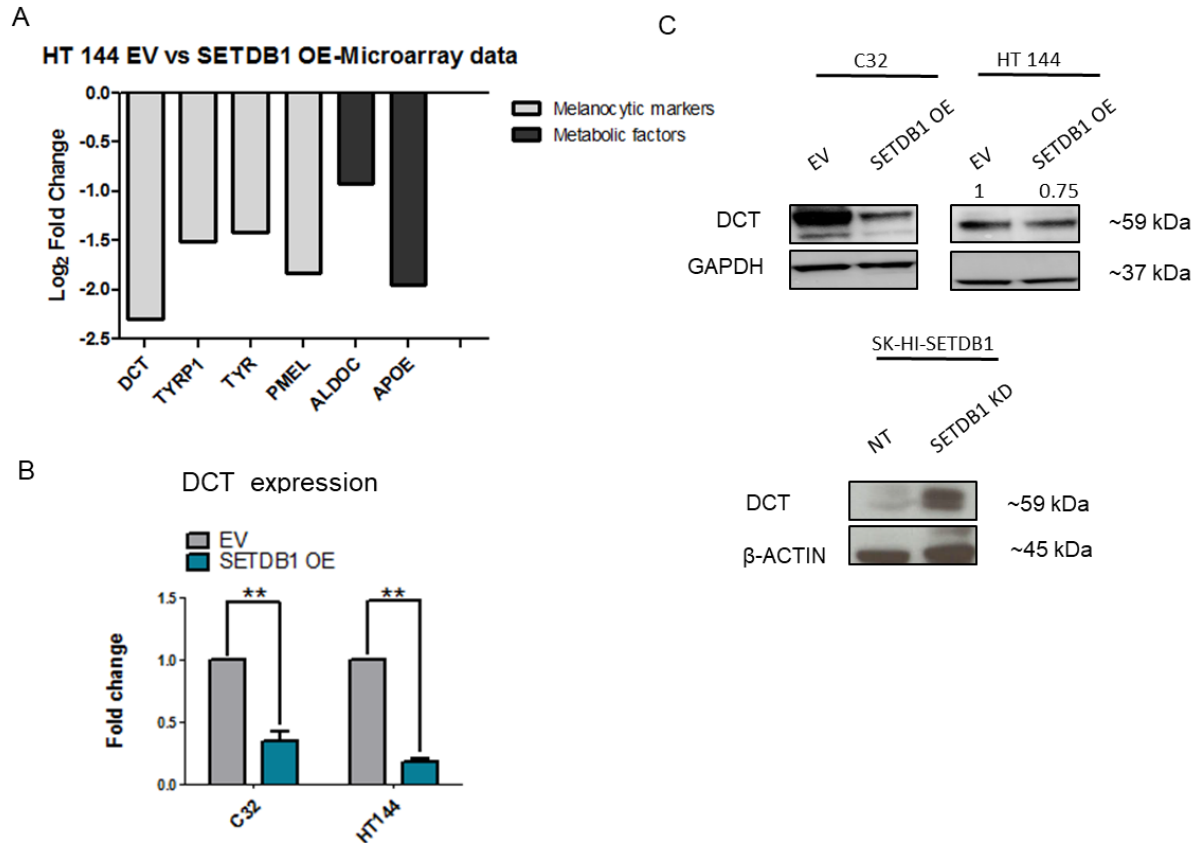 A
HT 144 EV vs SETDB1 OE-Microarray data
0.0
-0.5
-1.0
-1.5
-2.0
-2.5
Log2 Fold Change
DCT
TYRP1
TYR
PMEL
ALDOC
APOE
Melanocytic markers
Metabolic factors
B
DCT expression
EV
SETDB1 OE
1.5
1.0
0.5
0.0
Fold change
**
**
C32
HT144
C
C32
HT 144
EV
SETDB1 OE
EV
SETDB1 OE
1
0.75
DCT
~59 kDa
GAPDH
~37 kDa
SK-HI-SETDB1
NT
SETDB1 KD
DCT
~59 kDa
β-ACTIN
~45 kDa